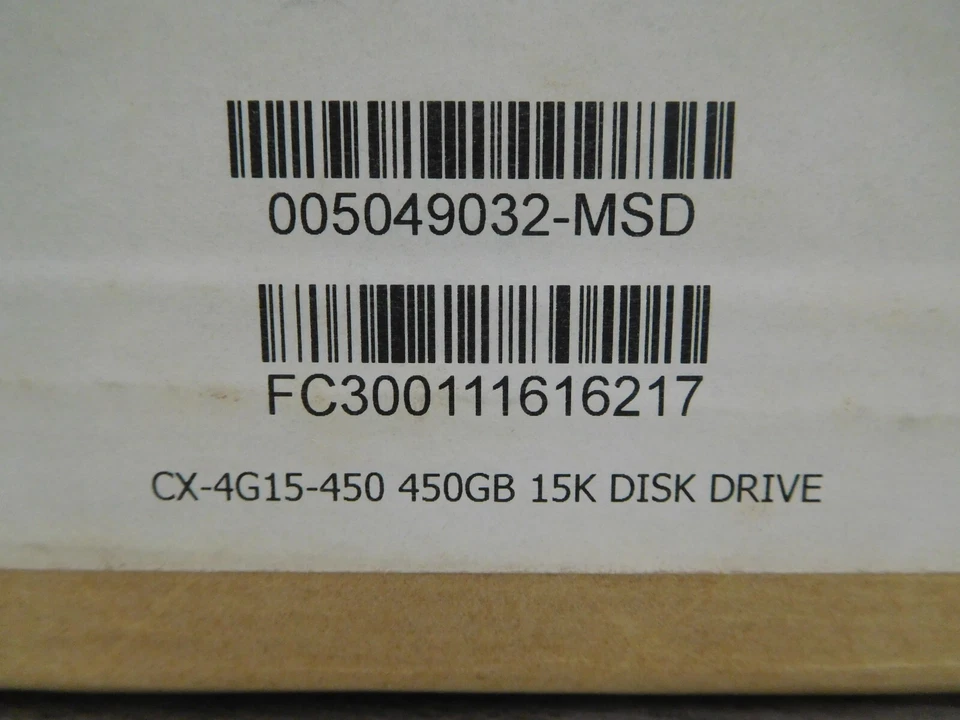 005049032-MSD
FC300111616217
CX-4G15-450 450GB 15K DISK DRIVE